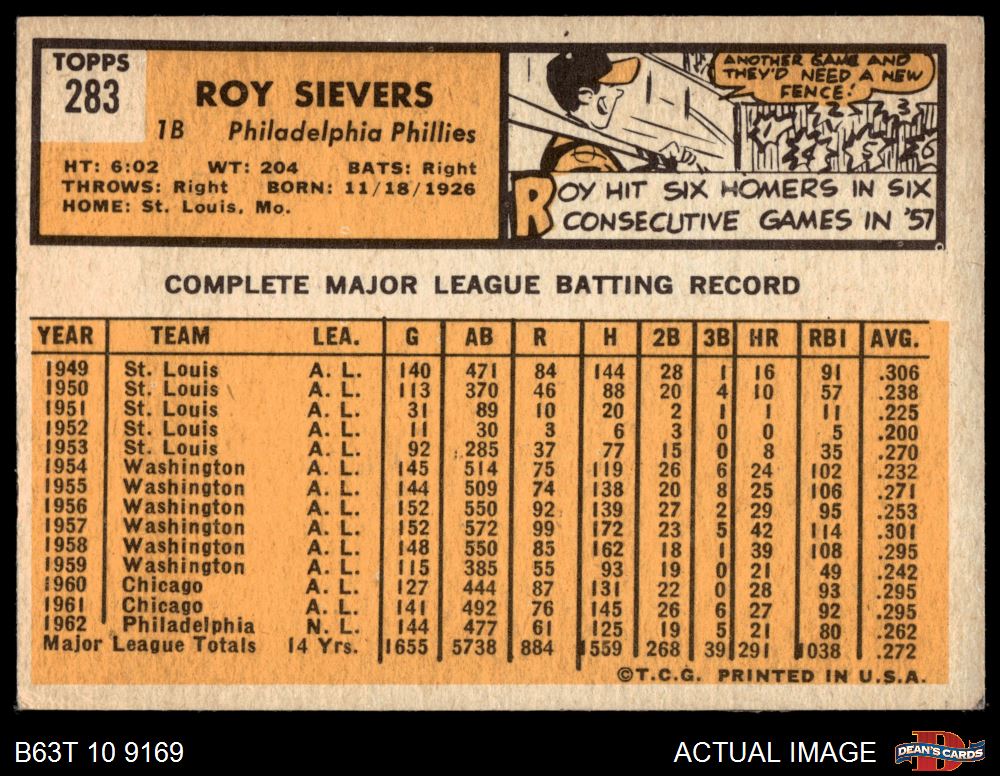 TOPPS
283
ROY SIEVERS
1B Philadelphia Phillies
HT: 6:02 WT: 204 BATS: Right
THROWS: Right BORN: 11/18/1926
HOME: St. Louis, Mo.
ANOTHER GAME AND
THEY'D NEED A NEW
FENCE!
1 2 3
4 5 6
ROY HIT SIX HOMERS IN SIX
CONSECUTIVE GAMES IN '57
COMPLETE MAJOR LEAGUE BATTING RECORD
YEAR TEAM LEA. G AB R H 2B 3B HR RBI AVG.
1949 St. Louis A. L. 140 471 84 144 28 1 16 91 .306
1950 St. Louis A. L. 113 370 46 88 20 4 10 57 .238
1951 St. Louis A. L. 31 89 10 20 2 1 1 11 .225
1952 St. Louis A. L. 11 30 3 6 3 0 0 5 .200
1953 St. Louis A. L. 92 285 37 77 15 0 8 35 .270
1954 Washington A. L. 145 514 75 119 26 6 24 102 .232
1955 Washington A. L. 144 509 74 138 20 8 25 106 .271
1956 Washington A. L. 152 550 92 139 27 2 29 95 .253
1957 Washington A. L. 152 572 99 172 23 5 42 114 .301
1958 Washington A. L. 148 550 85 162 18 1 39 108 .295
1959 Washington A. L. 115 385 55 93 19 0 21 49 .242
1960 Chicago A. L. 127 444 87 131 22 0 28 93 .295
1961 Chicago A. L. 141 492 76 145 26 6 27 92 .295
1962 Philadelphia N. L. 144 477 61 125 19 5 21 80 .262
Major League Totals 14 Yrs. 1655 5738 884 1559 268 39 291 1038 .272
©T.C.G. PRINTED IN U.S.A.
B63T 10 9169 ACTUAL IMAGE DEAN'S CARDS